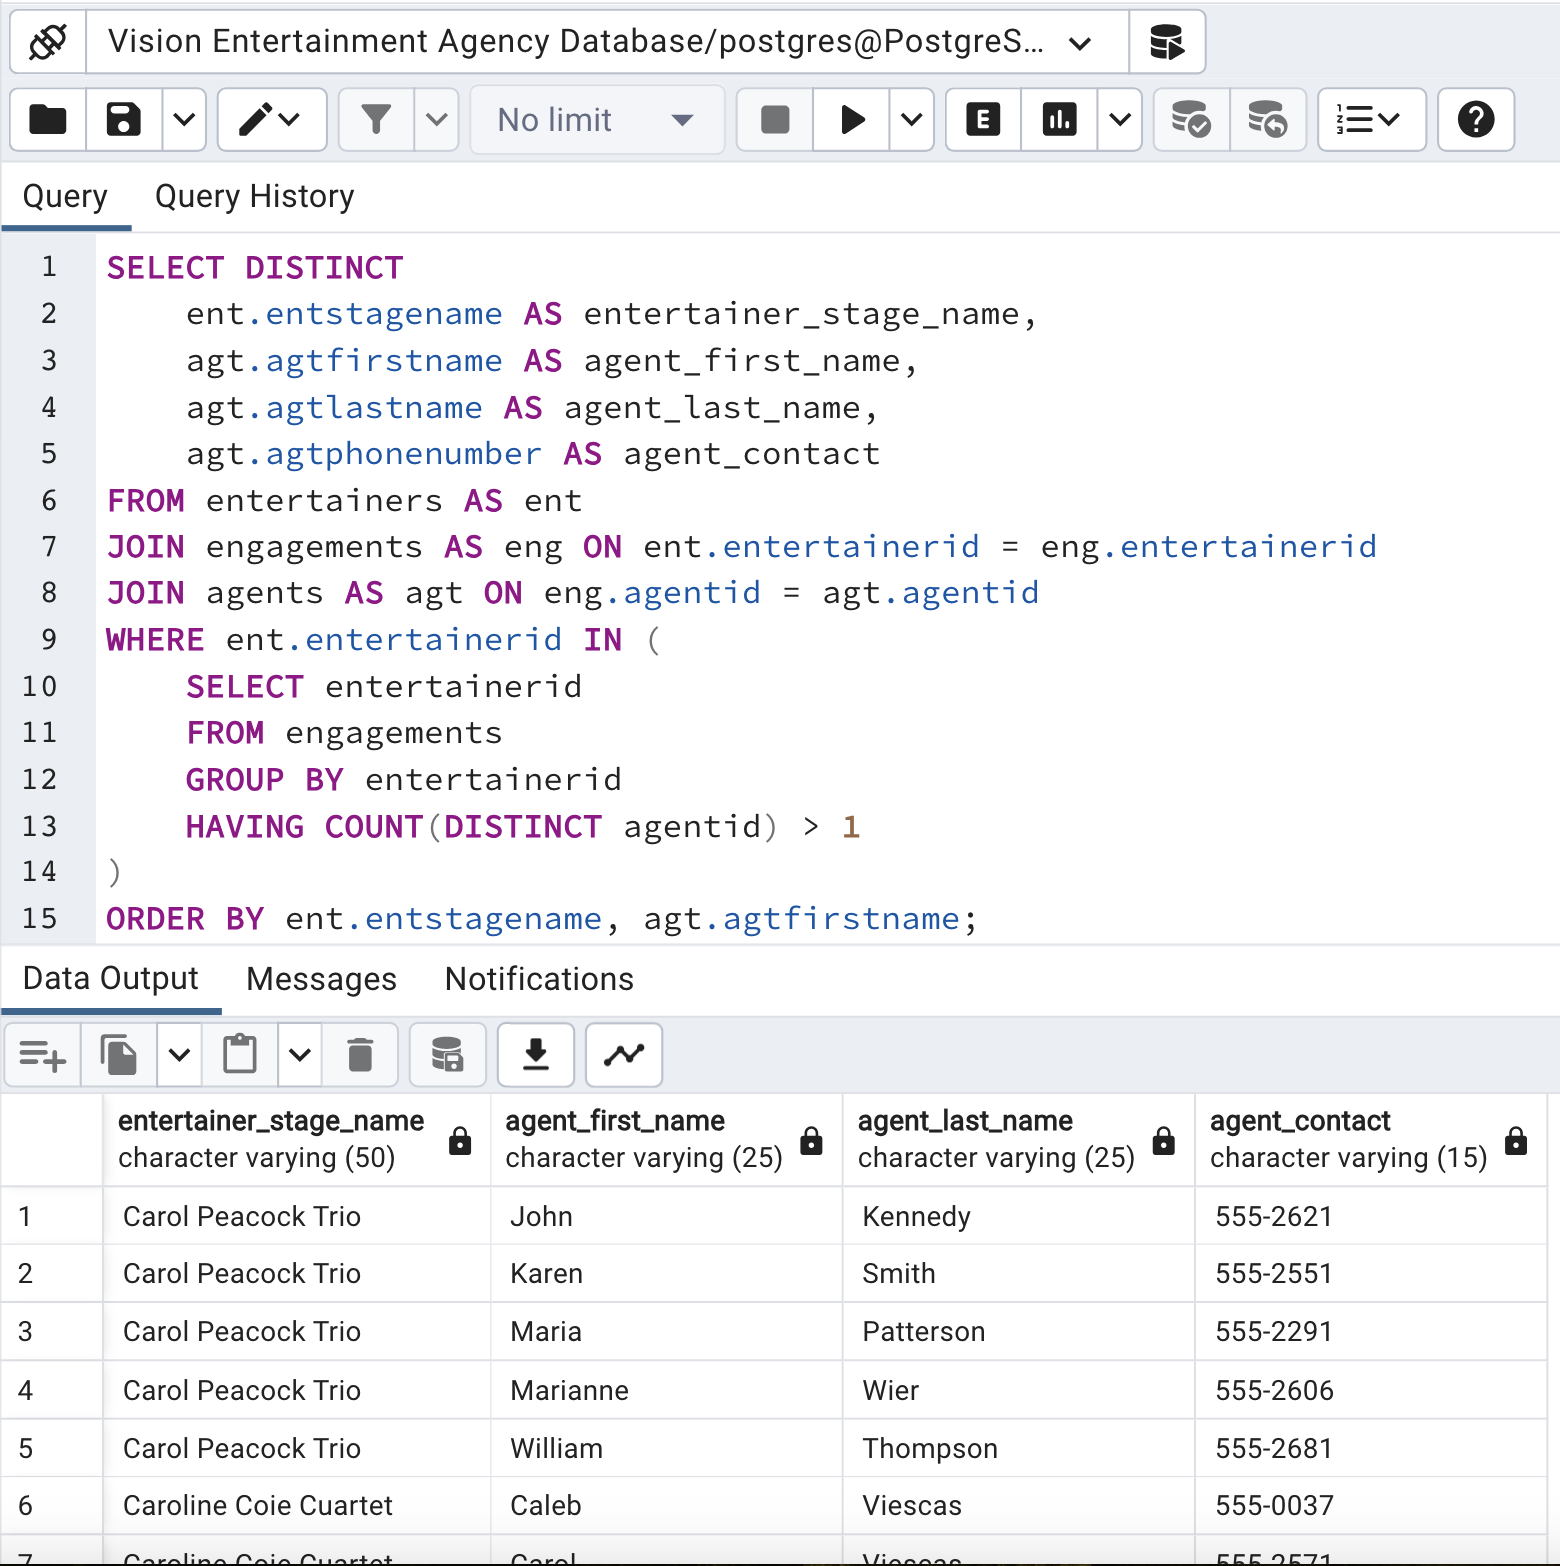 Vision Entertainment Agency Database/postgres@PostgreS...
No limit
E
Query Query History
1 SELECT DISTINCT
2     ent.entstagename AS entertainer_stage_name,
3     agt.agtfirstname AS agent_first_name,
4     agt.agtlastname AS agent_last_name,
5     agt.agtphonenumber AS agent_contact
6 FROM entertainers AS ent
7 JOIN engagements AS eng ON ent.entertainerid = eng.entertainerid
8 JOIN agents AS agt ON eng.agentid = agt.agentid
9 WHERE ent.entertainerid IN (
10     SELECT entertainerid
11     FROM engagements
12     GROUP BY entertainerid
13     HAVING COUNT(DISTINCT agentid) > 1
14 )
15 ORDER BY ent.entstagename, agt.agtfirstname;
Data Output Messages Notifications
entertainer_stage_name agent_first_name agent_last_name agent_contact
character varying (50) character varying (25) character varying (25) character varying (15)
1 Carol Peacock Trio John Kennedy 555-2621
2 Carol Peacock Trio Karen Smith 555-2551
3 Carol Peacock Trio Maria Patterson 555-2291
4 Carol Peacock Trio Marianne Wier 555-2606
5 Carol Peacock Trio William Thompson 555-2681
6 Caroline Coie Cuartet Caleb Viescas 555-0037
7 Caroline Coie Cuartet Carol Viescas 555-2571